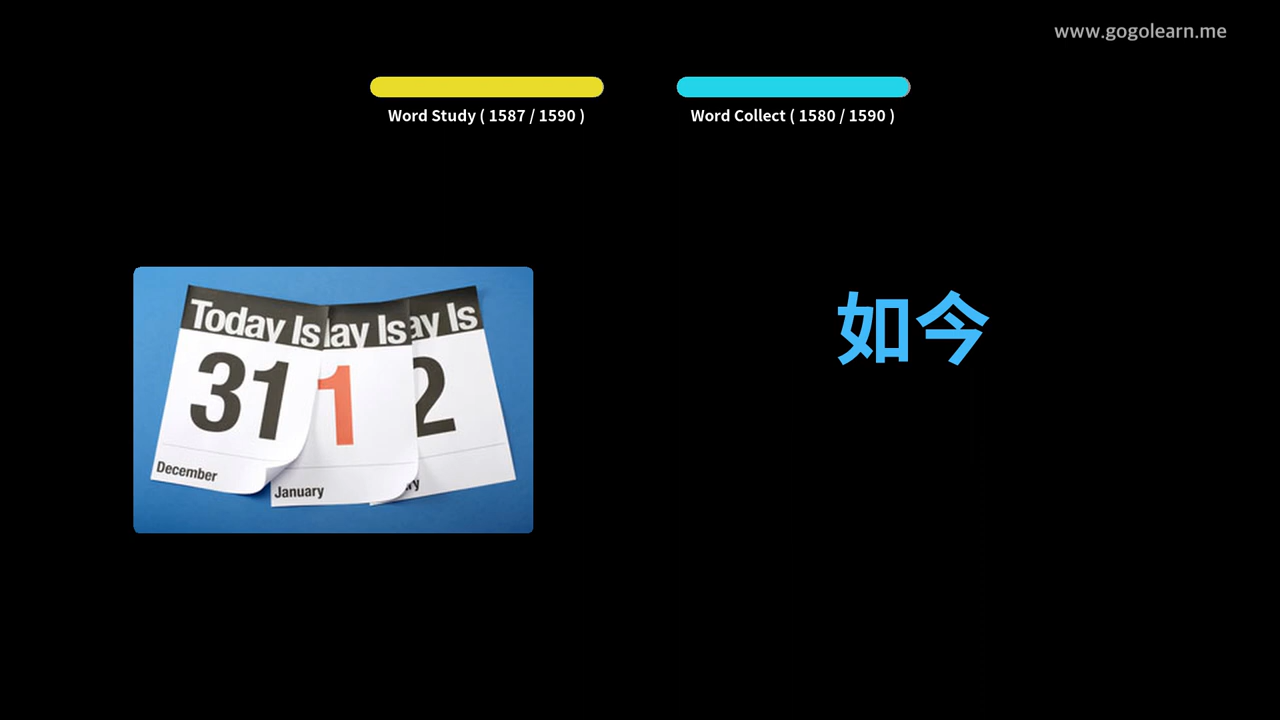 www.gogolearn.me
Word Study ( 1587 / 1590 )
Word Collect ( 1580 / 1590 )
如今
Today Is
ay Is
ay Is
31
1
2
December
January
ry